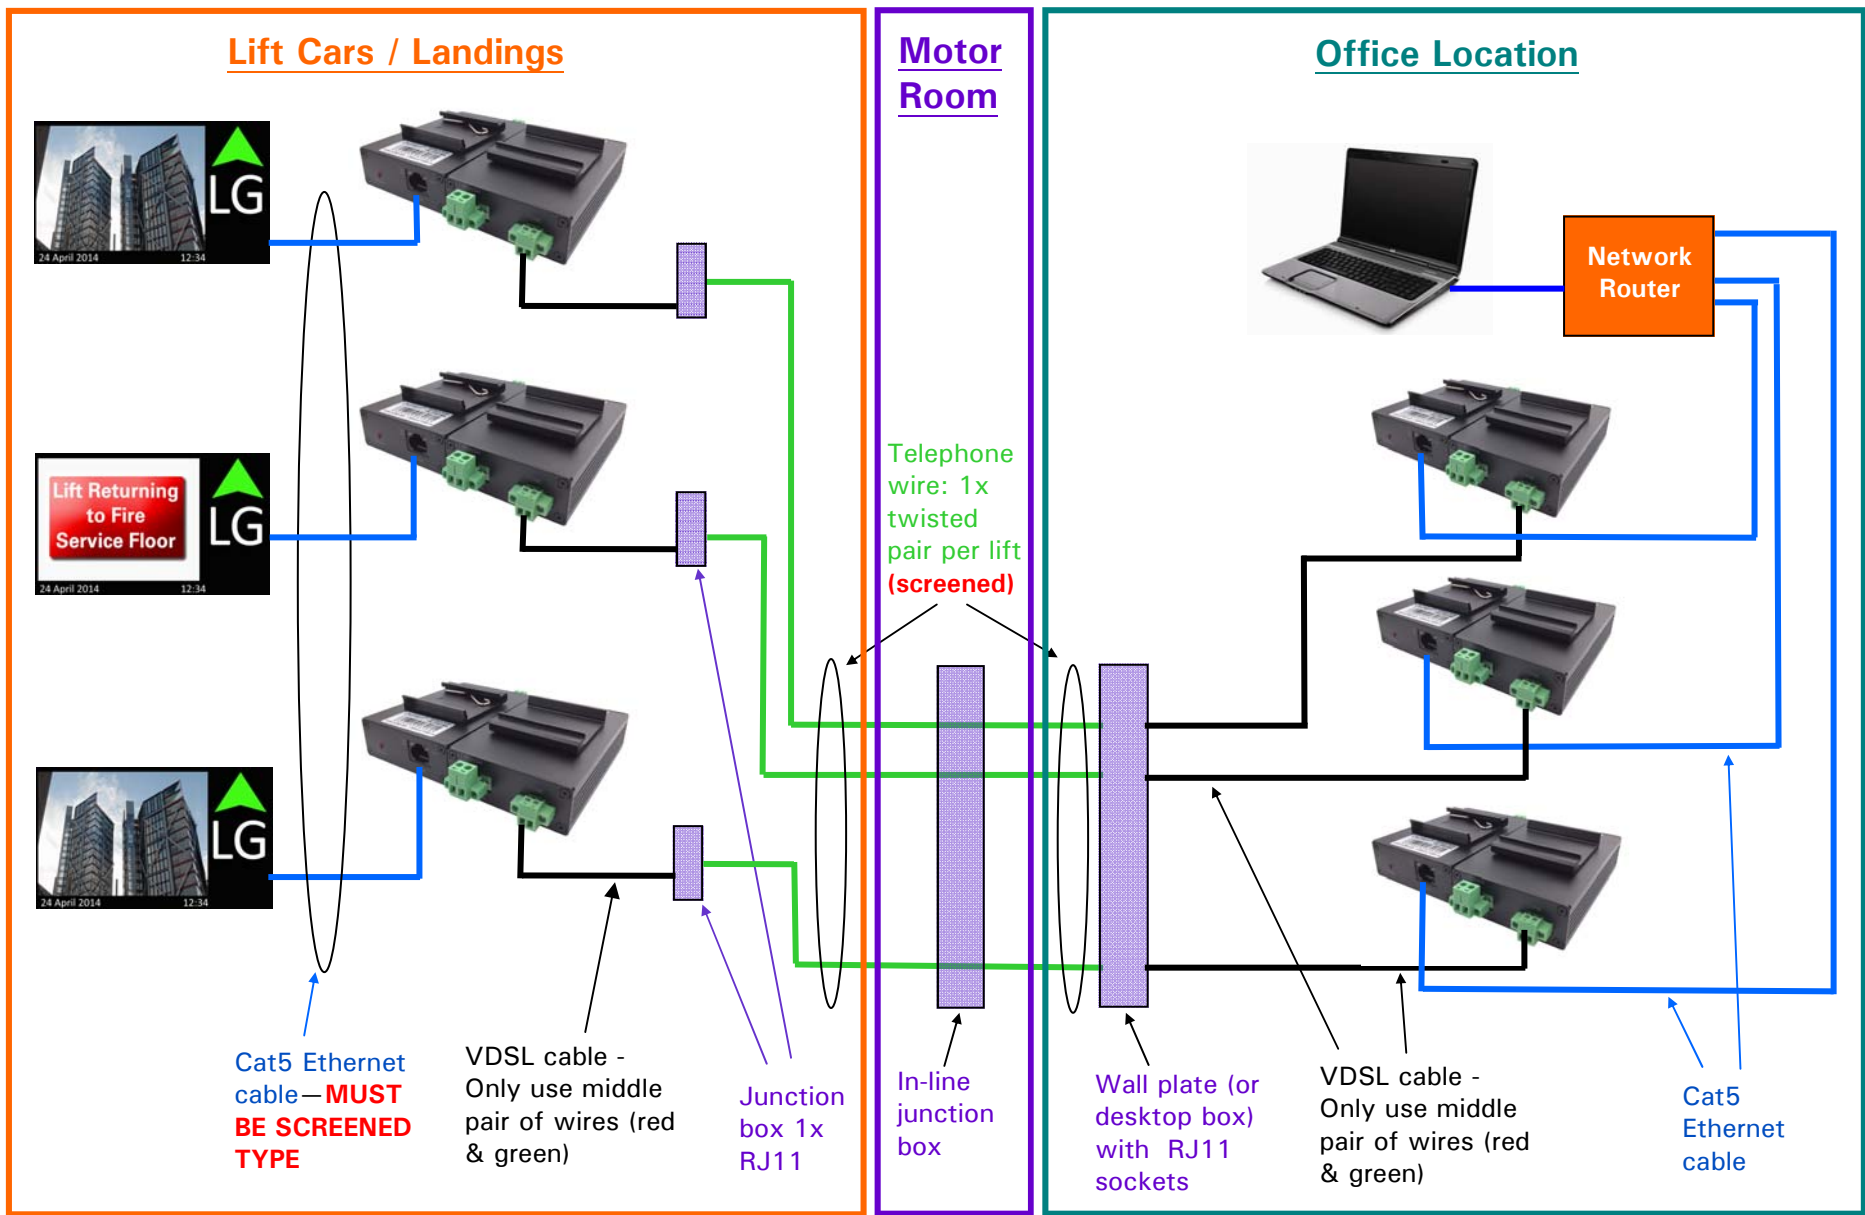 Lift Cars / Landings
Motor
Room
Office Location
LG
24 April 2014
12:34
Network
Router
Lift Returning
to Fire
Service Floor
LG
24 April 2014
12:34
Telephone
wire: 1x
twisted
pair per lift
(screened)
LG
24 April 2014
12:34
Cat5 Ethernet
cable—MUST
BE SCREENED
TYPE
VDSL cable -
Only use middle
pair of wires (red
& green)
Junction
box 1x
RJ11
In-line
junction
box
Wall plate (or
desktop box)
with RJ11
sockets
VDSL cable -
Only use middle
pair of wires (red
& green)
Cat5
Ethernet
cable